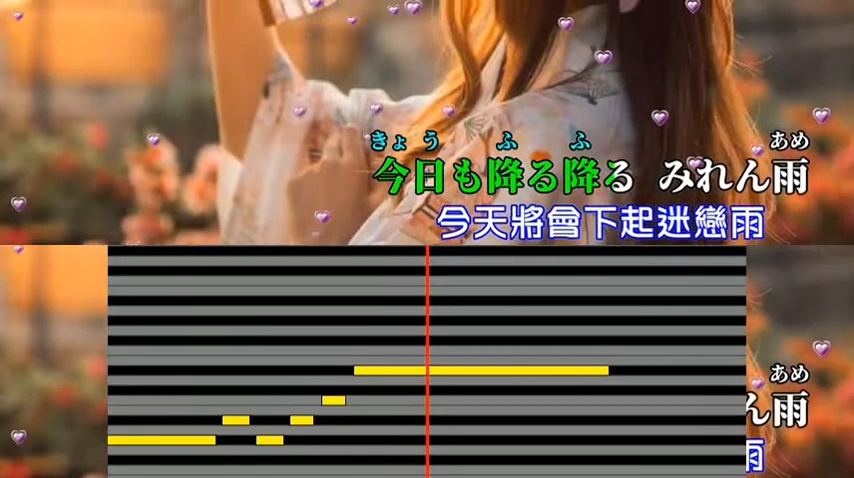 きょう ふ ふ あめ
今日も降る降る みれん雨
今天將會下起迷戀雨
あめ
ん雨
雨